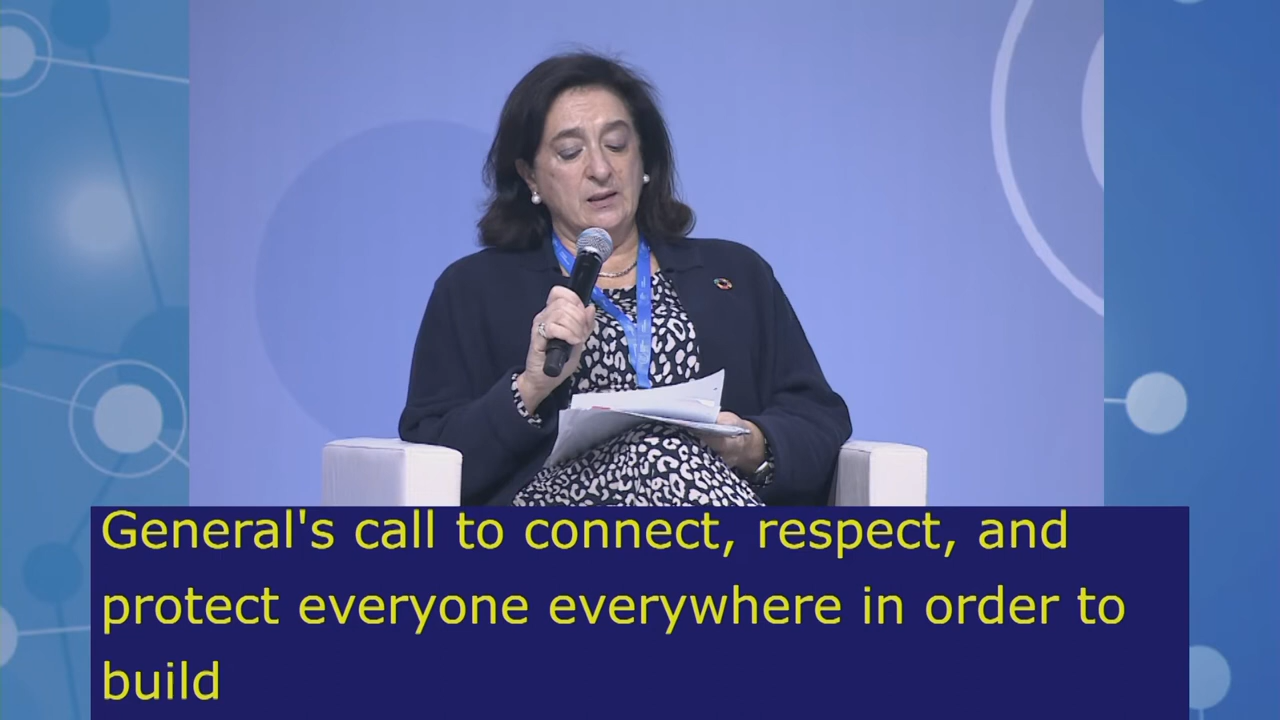 General's call to connect, respect, and
protect everyone everywhere in order to
build